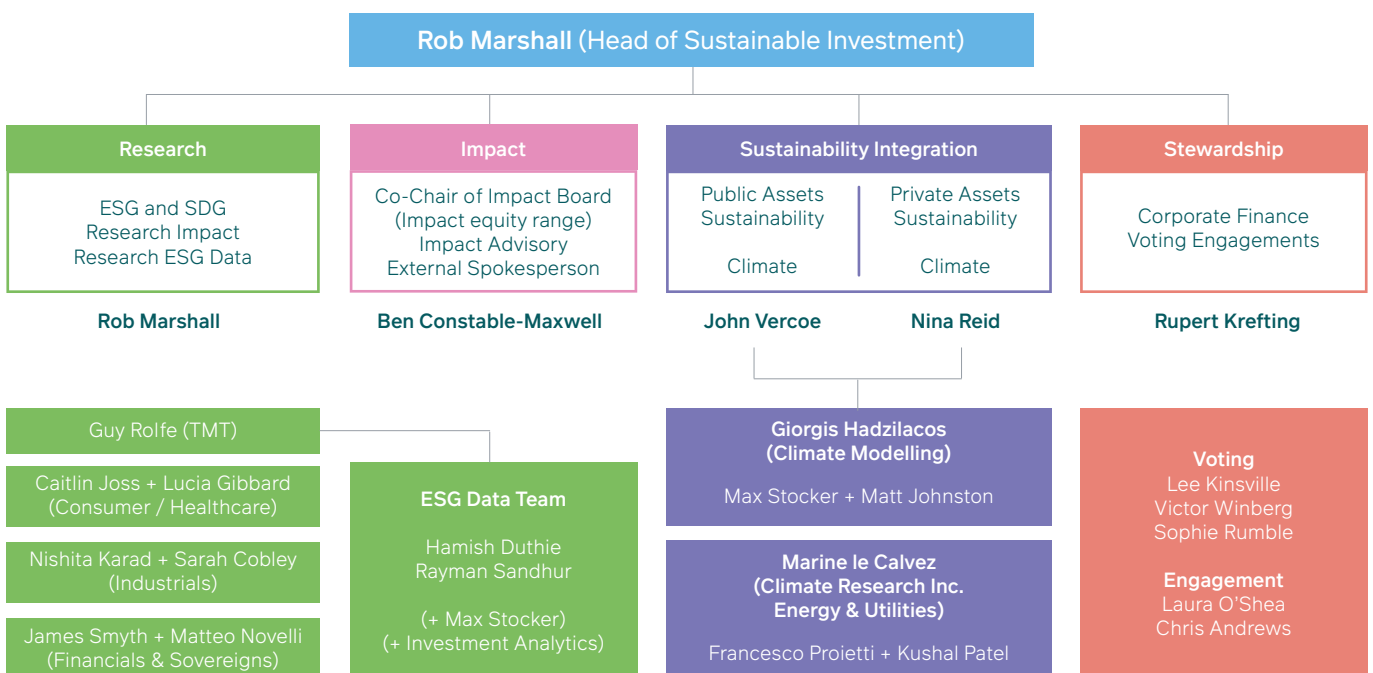 Rob Marshall (Head of Sustainable Investment)
Research
ESG and SDG
Research Impact
Research ESG Data
Rob Marshall
Impact
Co-Chair of Impact Board
(Impact equity range)
Impact Advisory
External Spokesperson
Ben Constable-Maxwell
Sustainability Integration
Public Assets
Sustainability
Climate
John Vercoe
Private Assets
Sustainability
Climate
Nina Reid
Stewardship
Corporate Finance
Voting Engagements
Rupert Krefting
Guy Rolfe (TMT)
Caitlin Joss + Lucia Gibbard
(Consumer / Healthcare)
Nishita Karad + Sarah Cobley
(Industrials)
James Smyth + Matteo Novelli
(Financials & Sovereigns)
ESG Data Team
Hamish Duthie
Rayman Sandhur
(+ Max Stocker)
(+ Investment Analytics)
Giorgis Hadzilacos
(Climate Modelling)
Max Stocker + Matt Johnston
Marine le Calvez
(Climate Research Inc.
Energy & Utilities)
Francesco Proietti + Kushal Patel
Voting
Lee Kinsville
Victor Winberg
Sophie Rumble
Engagement
Laura O'Shea
Chris Andrews